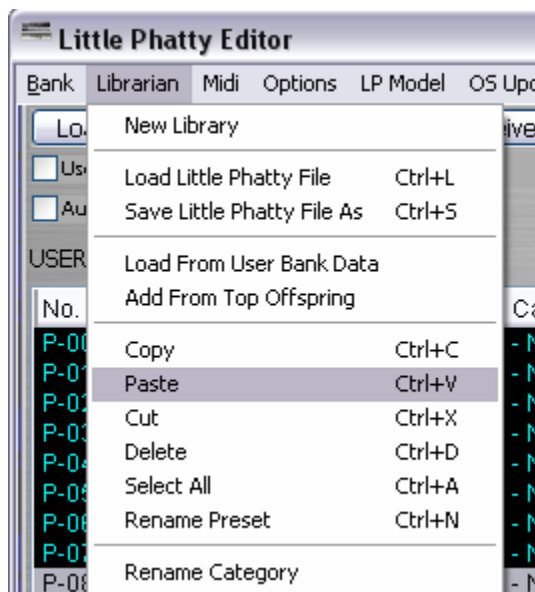 Little Phatty Editor
Bank Librarian Midi Options LP Model OS Upd
Lo
New Library
Load Little Phatty File Ctrl+L
Save Little Phatty File As Ctrl+S
USER
Load From User Bank Data
Add From Top Offspring
No.
Copy Ctrl+C
Paste Ctrl+V
Cut Ctrl+X
Delete Ctrl+D
Select All Ctrl+A
Rename Preset Ctrl+N
Rename Category